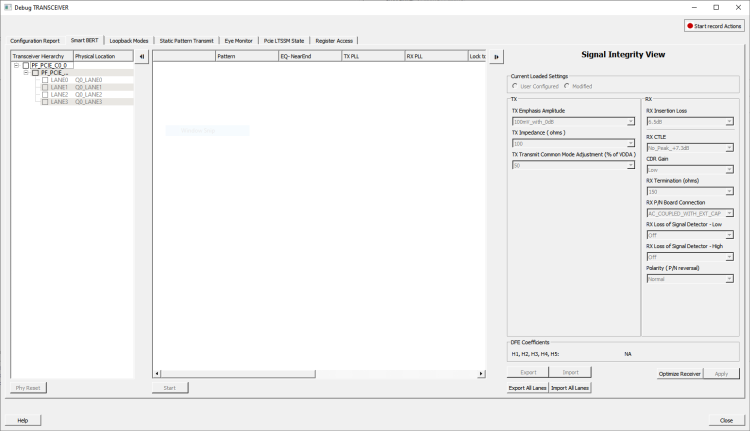 Debug TRANSCEIVER
Start record Actions
Configuration Report Smart BERT Loopback Modes Static Pattern Transmit Eye Monitor Pcie LTSSM State Register Access
Transceiver Hierarchy Physical Location
PF_PCIE_C0_0
PF_PCIE_...
LANE0 Q0_LANE0
LANE1 Q0_LANE1
LANE2 Q0_LANE2
LANE3 Q0_LANE3
Phy Reset
Pattern EQ-NearEnd TX PLL RX PLL Lock to
Start
Signal Integrity View
Current Loaded Settings
User Configured Modified
TX
TX Emphasis Amplitude
100mV_with_0dB
TX Impedance ( ohms )
100
TX Transmit Common Mode Adjustment (% of VDDA )
50
RX
RX Insertion Loss
6.5dB
RX CTLE
No_Peak_+7.3dB
CDR Gain
Low
RX Termination (ohms)
150
RX P/N Board Connection
AC_COUPLED_WITH_EXT_CAP
RX Loss of Signal Detector - Low
Off
RX Loss of Signal Detector - High
Off
Polarity ( P/N reversal)
Normal
DFE Coefficients
H1, H2, H3, H4, H5: NA
Export Import
Optimize Receiver Apply
Export All Lanes Import All Lanes
Help
Close